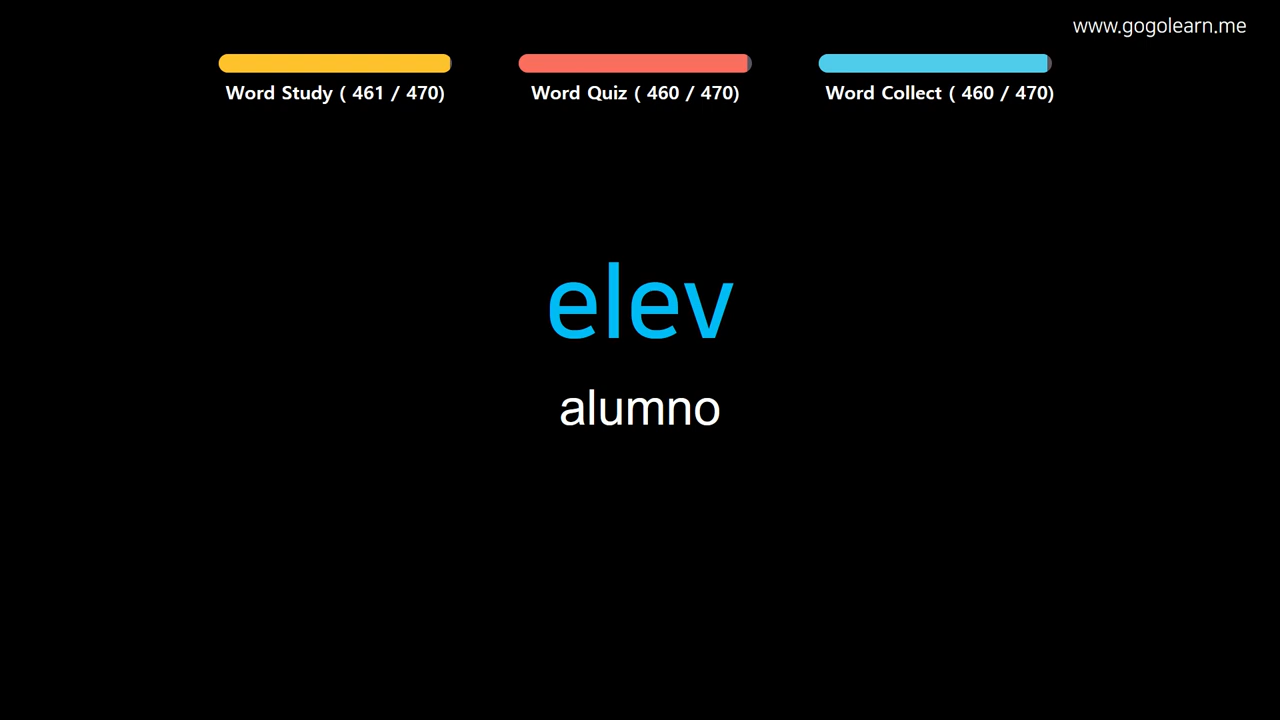 www.gogolearn.me
Word Study ( 461 / 470)
Word Quiz ( 460 / 470)
Word Collect ( 460 / 470)
elev
alumno